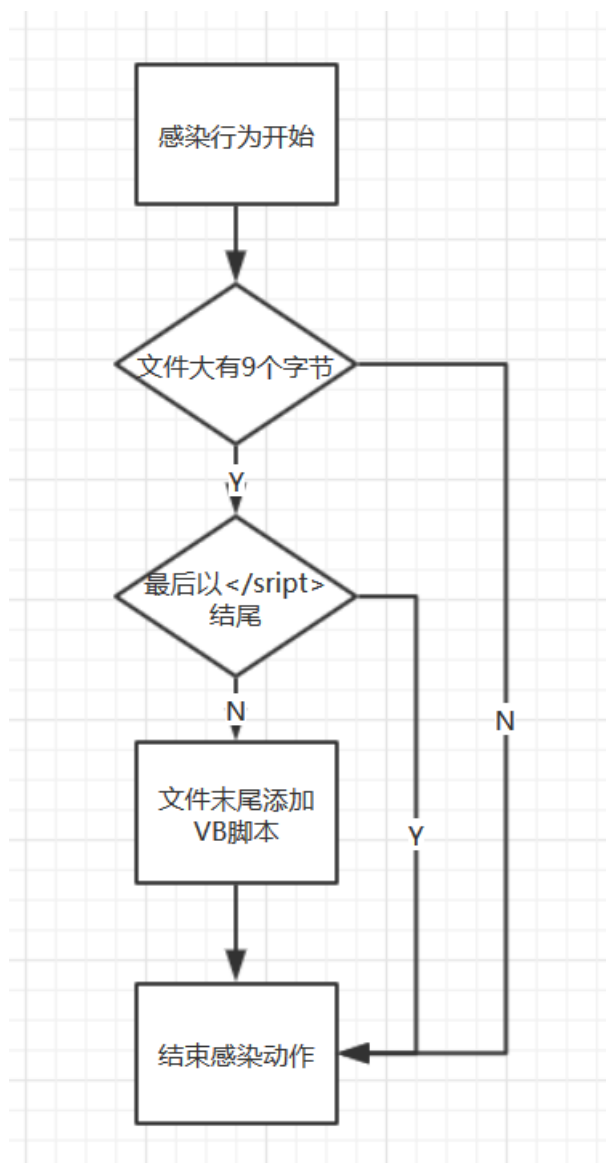 感染行为开始
文件大有9个字节
Y
最后以</sript>
结尾
N
N
文件末尾添加
VB脚本
Y
结束感染动作